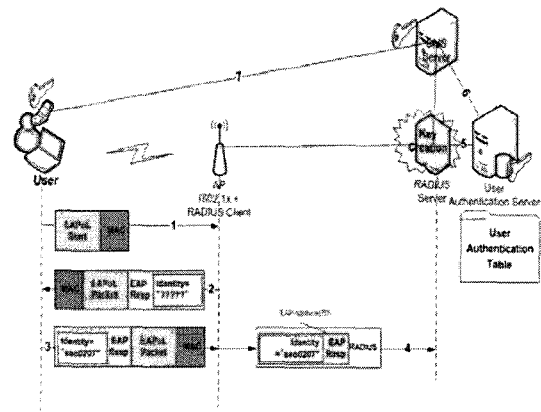 7
SMS
Server
6
Key
Creation
5
User
AP
(802.1x +
RADIUS Client)
RADIUS
Server
User
Authentication Server
User
Authentication
Table
EAPoL
Start
MAC
1
MAC
EAPoL
Packet
EAP
Resp
Identity=
"?????"
2
3
Identity=
"seo0207"
EAP
Resp
EAPoL
Packet
MAC
Identity
="seo0207"
EAP
Resp
RADIUS
4